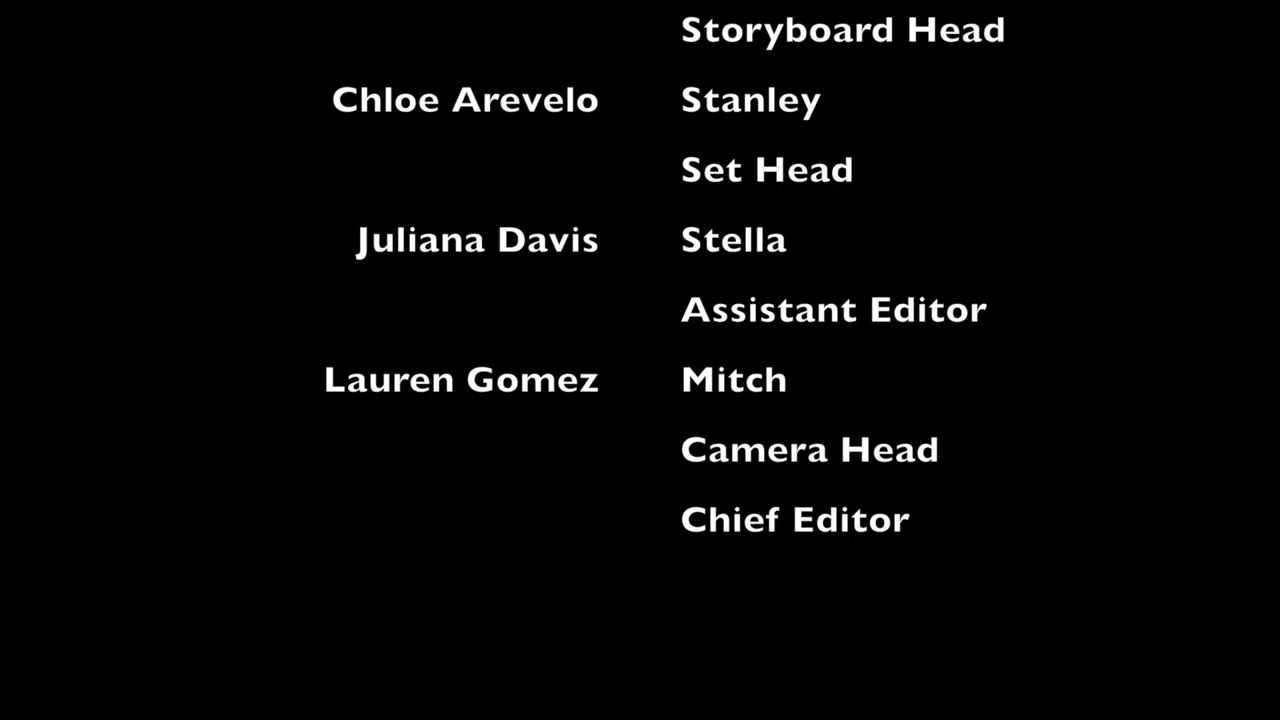 Storyboard Head
Chloe Arevelo Stanley
Set Head
Juliana Davis Stella
Assistant Editor
Lauren Gomez Mitch
Camera Head
Chief Editor